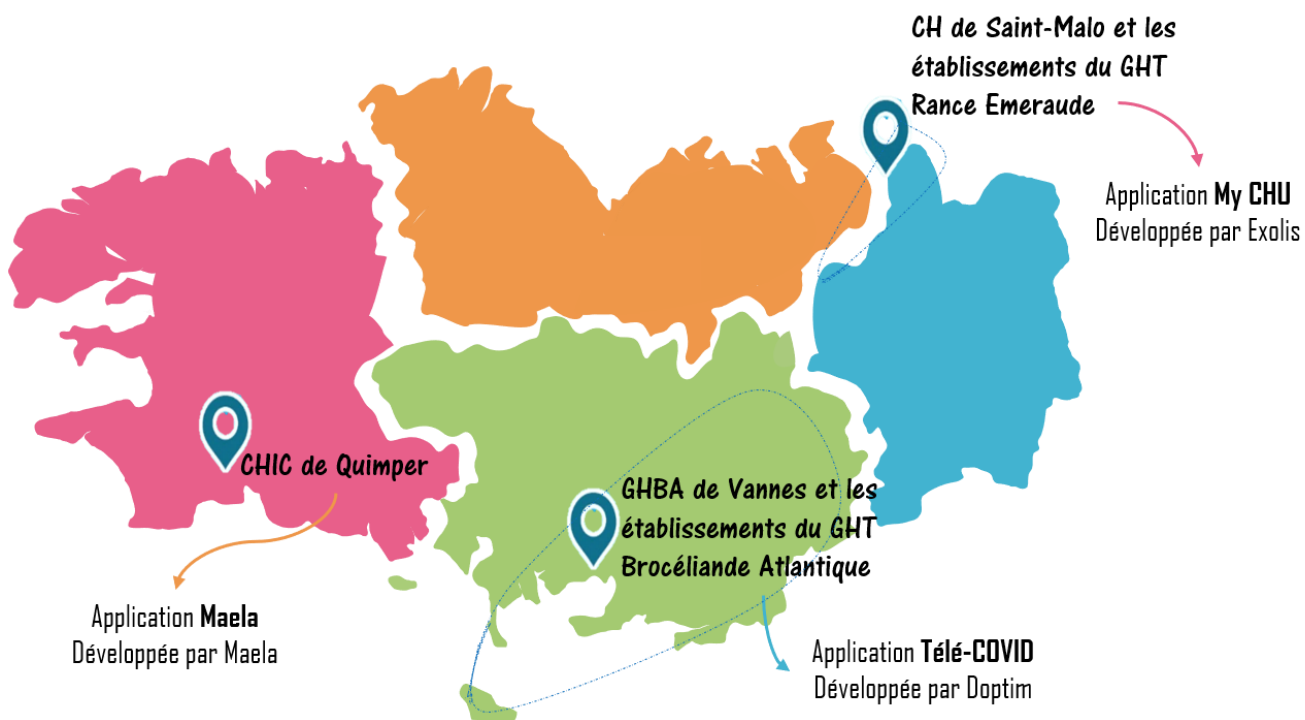 CH de Saint-Malo et les
établissements du GHT
Rance Emeraude
Application My CHU
Développée par Exolis
CHIC de Quimper
GHBA de Vannes et les
établissements du GHT
Brocéliande Atlantique
Application Maela
Développée par Maela
Application Télé-COVID
Développée par Doptim